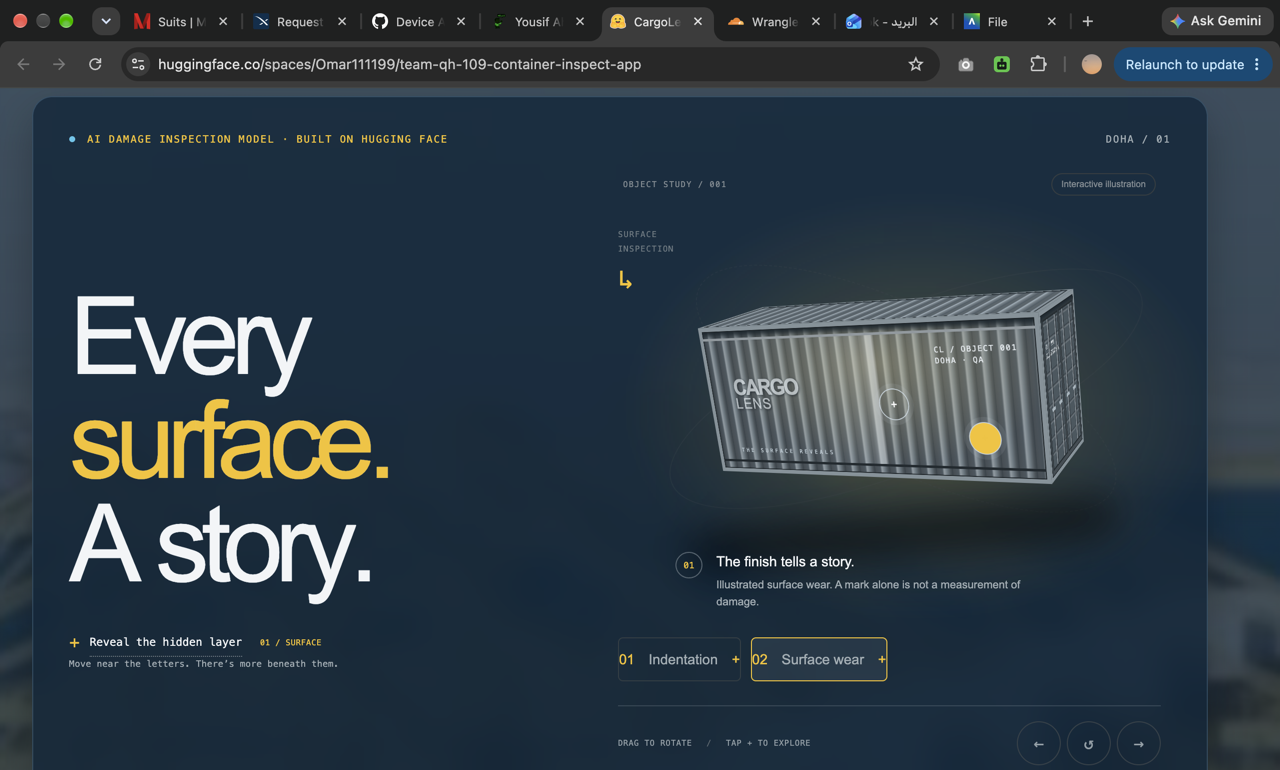 Suits | M
Request
Device A
Yousif A
CargoLe
Wrangle
البريد - k
File
Ask Gemini
huggingface.co/spaces/Omar111199/team-qh-109-container-inspect-app
Relaunch to update
AI DAMAGE INSPECTION MODEL · BUILT ON HUGGING FACE
DOHA / 01
OBJECT STUDY / 001
Interactive illustration
SURFACE
INSPECTION
Every
surface.
A story.
CL / OBJECT 001
DOHA · QA
CARGO
LENS
THE SURFACE REVEALS
01
The finish tells a story.
Illustrated surface wear. A mark alone is not a measurement of
damage.
+ Reveal the hidden layer 01 / SURFACE
Move near the letters. There's more beneath them.
01 Indentation +
02 Surface wear +
DRAG TO ROTATE / TAP + TO EXPLORE